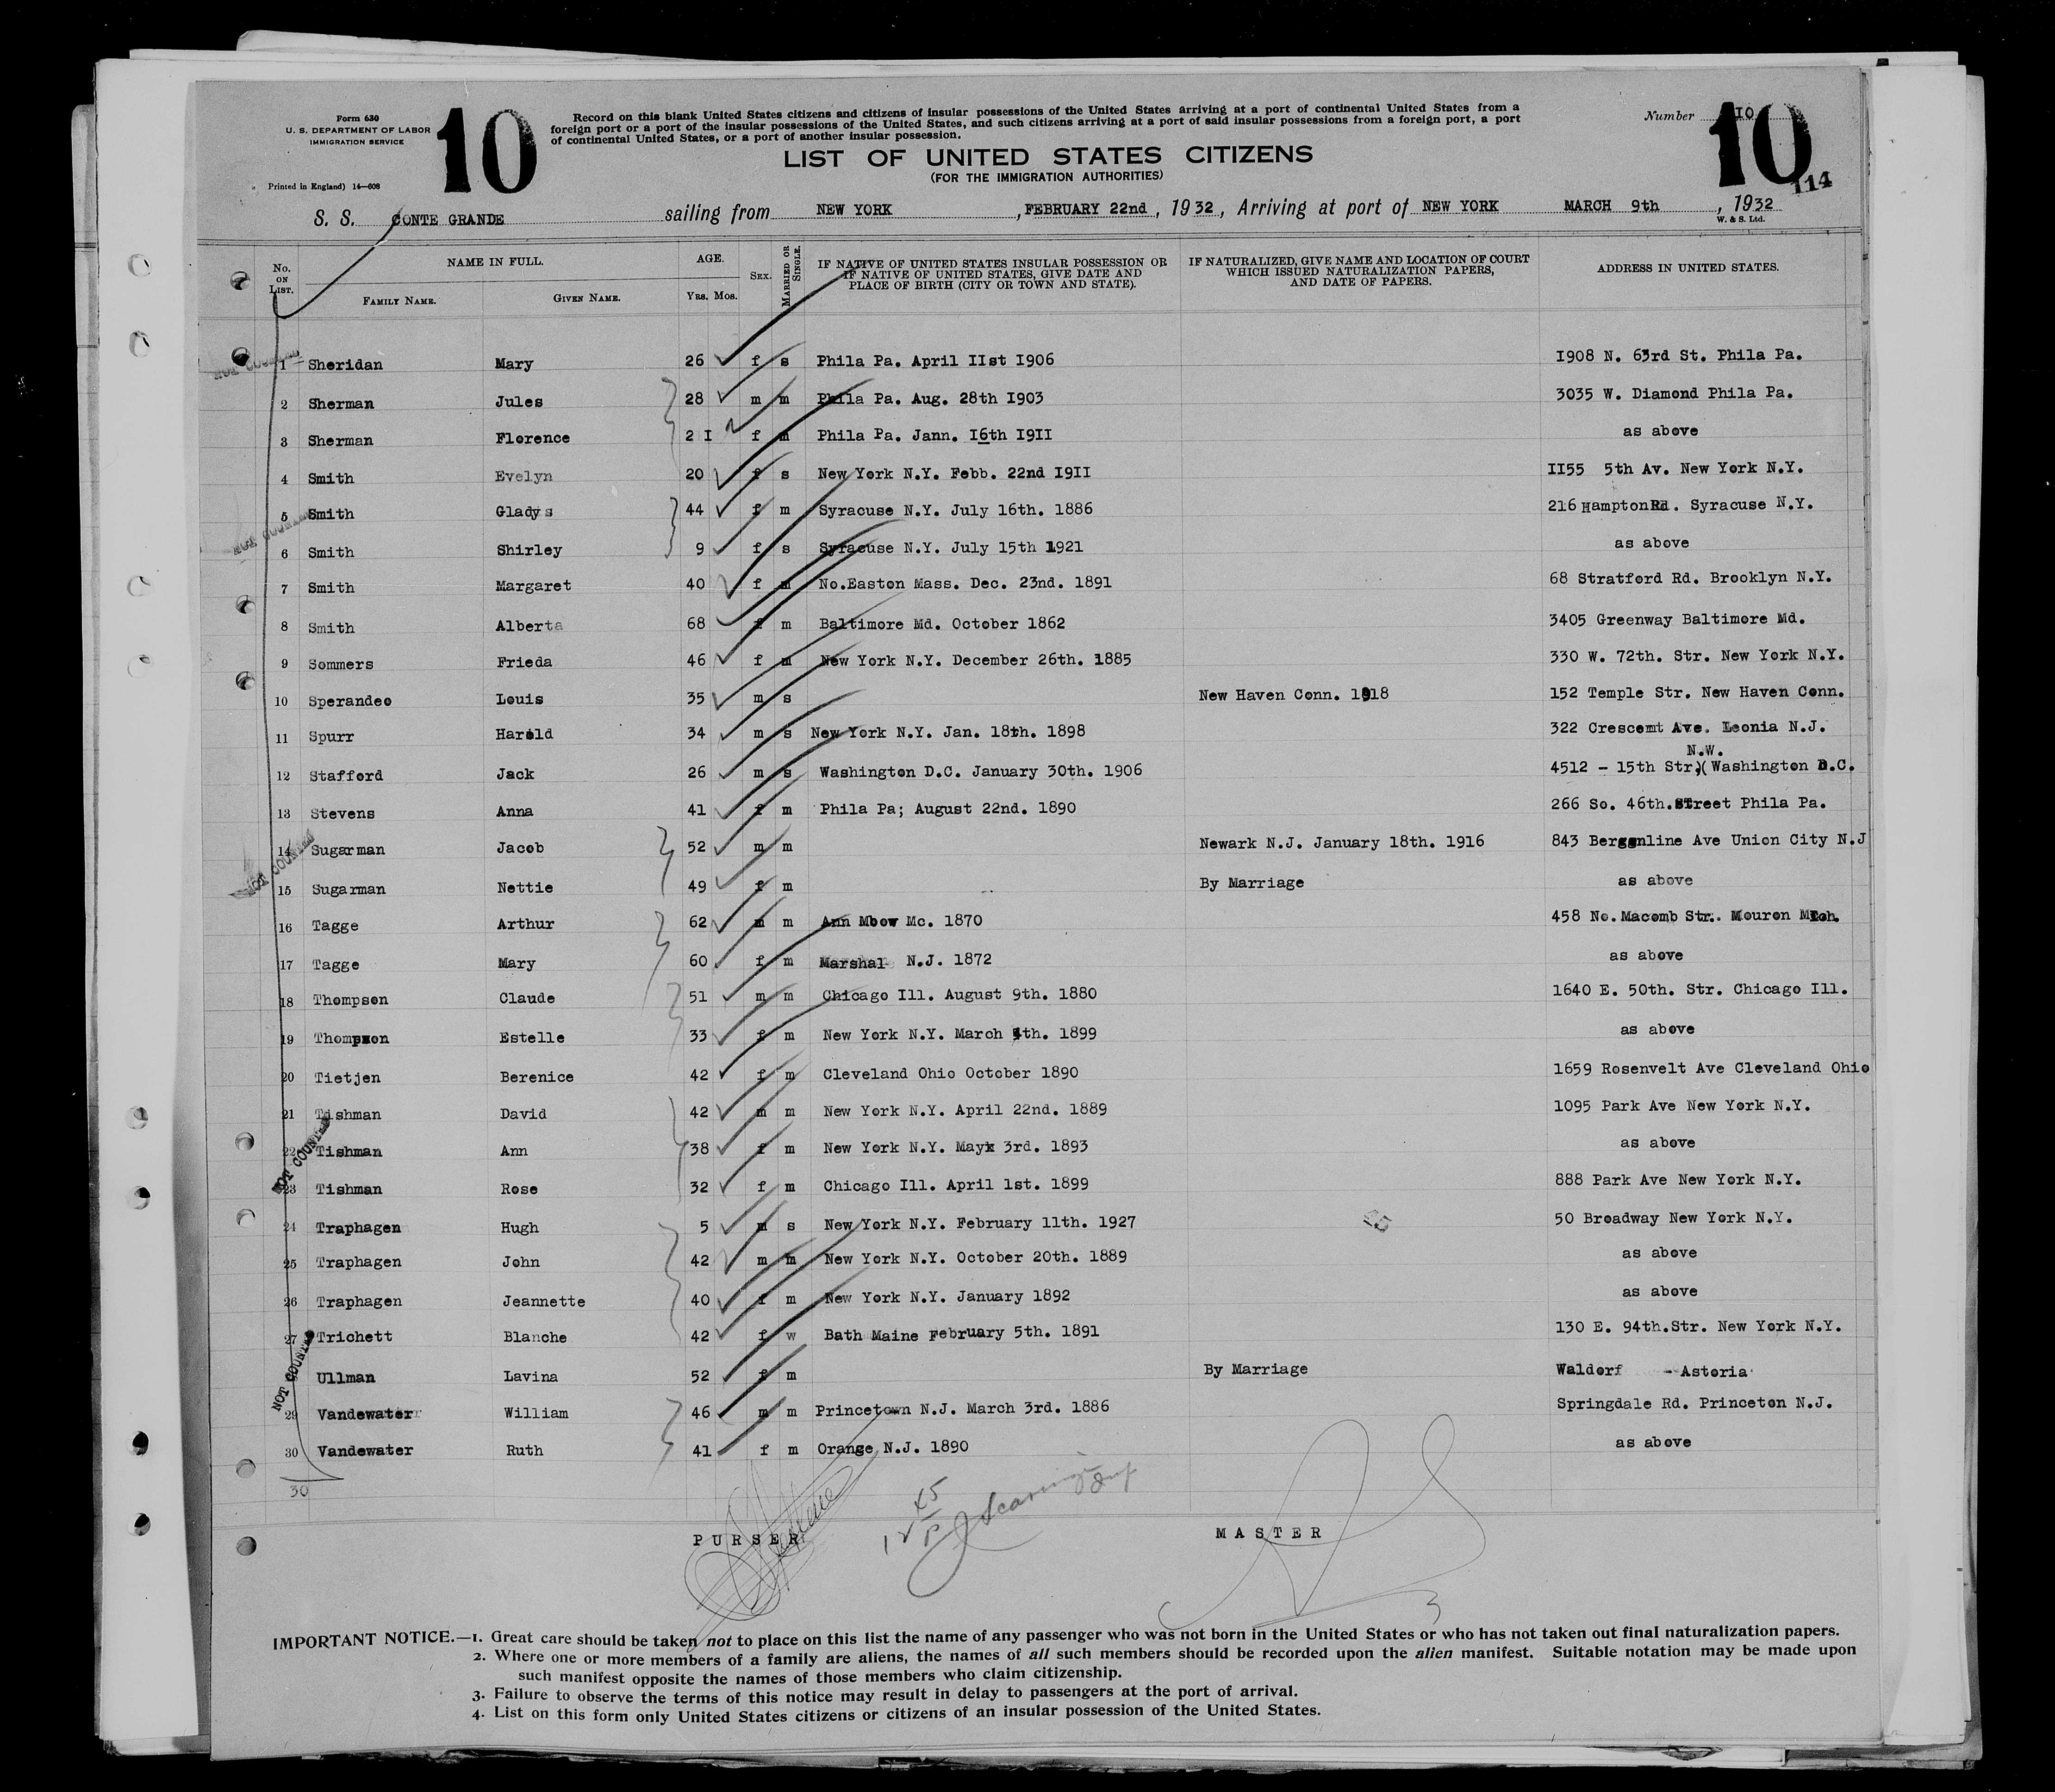 Form 630
U. S. DEPARTMENT OF LABOR
IMMIGRATION SERVICE
Printed in England) 14—608
10
Record on this blank United States citizens and citizens of insular possessions of the United States arriving at a port of continental United States from a
foreign port or a port of the insular possessions of the United States, and such citizens arriving at a port of said insular possessions from a foreign port, a port
of continental United States, or a port of another insular possession.
LIST OF UNITED STATES CITIZENS
(FOR THE IMMIGRATION AUTHORITIES)
Number IO
10
114
S. S. CONTE GRANDE sailing from NEW YORK, FEBRUARY 22nd, 1932, Arriving at port of NEW YORK MARCH 9th, 1932
W. & S. Ltd.
No. ON LIST. NAME IN FULL. FAMILY NAME. GIVEN NAME. AGE. YRS. MOS. SEX. MARRIED OR SINGLE. IF NATIVE OF UNITED STATES INSULAR POSSESSION OR IF NATIVE OF UNITED STATES, GIVE DATE AND PLACE OF BIRTH (CITY OR TOWN AND STATE). IF NATURALIZED, GIVE NAME AND LOCATION OF COURT WHICH ISSUED NATURALIZATION PAPERS, AND DATE OF PAPERS. ADDRESS IN UNITED STATES.
1 Sheridan Mary 26 f s Phila Pa. April IIst I906 I908 N. 63rd St. Phila Pa.
2 Sherman Jules 28 m m Phila Pa. Aug. 28th I903 3035 W. Diamond Phila Pa.
3 Sherman Florence 2 I f m Phila Pa. Jann. I6th I9II as above
4 Smith Evelyn 20 f s New York N.Y. Febb. 22nd I9II II55 5th Av. New York N.Y.
5 Smith Gladys 44 f m Syracuse N.Y. July 16th. 1886 216 Hampton Rd. Syracuse N.Y.
6 Smith Shirley 9 f s Syracuse N.Y. July 15th 1921 as above
7 Smith Margaret 40 f m No.Easton Mass. Dec. 23nd. 1891 68 Stratford Rd. Brooklyn N.Y.
8 Smith Alberta 68 f m Baltimore Md. October 1862 3405 Greenway Baltimore Md.
9 Sommers Frieda 46 f m New York N.Y. December 26th. 1885 330 W. 72th. Str. New York N.Y.
10 Sperandeo Louis 35 m s New Haven Conn. 1918 152 Temple Str. New Haven Conn.
11 Spurr Harold 34 m s New York N.Y. Jan. 18th. 1898 322 Crescemt Ave. Leonia N.J.
N.W.
12 Stafford Jack 26 m s Washington D.C. January 30th. 1906 4512 - 15th Str.( Washington D.C.
13 Stevens Anna 41 f m Phila Pa; August 22nd. 1890 266 So. 46th.Street Phila Pa.
14 Sugarman Jacob 52 m m Newark N.J. January 18th. 1916 843 Bergenline Ave Union City N.J
15 Sugarman Nettie 49 f m By Marriage as above
16 Tagge Arthur 62 m m Ann Mc. 1870 458 No. Macomb Str. Mouron Mich.
17 Tagge Mary 60 f m Marshal N.J. 1872 as above
18 Thompson Claude 51 m m Chicago Ill. August 9th. 1880 1640 E. 50th. Str. Chicago Ill.
19 Thompson Estelle 33 f m New York N.Y. March 4th. 1899 as above
20 Tietjen Berenice 42 f m Cleveland Ohio October 1890 1659 Rosenvelt Ave Cleveland Ohio
21 Tishman David 42 m m New York N.Y. April 22nd. 1889 1095 Park Ave New York N.Y.
22 Tishman Ann 38 f m New York N.Y. Mayx 3rd. 1893 as above
23 Tishman Rose 32 f m Chicago Ill. April 1st. 1899 888 Park Ave New York N.Y.
24 Traphagen Hugh 5 m s New York N.Y. February 11th. 1927 50 Broadway New York N.Y.
25 Traphagen John 42 m m New York N.Y. October 20th. 1889 as above
26 Traphagen Jeannette 40 f m New York N.Y. January 1892 as above
27 Trichett Blanche 42 f w Bath Maine February 5th. 1891 130 E. 94th.Str. New York N.Y.
Ullman Lavina 52 f m By Marriage Waldorf - Astoria
29 Vandewater William 46 m m Princetown N.J. March 3rd. 1886 Springdale Rd. Princeton N.J.
30 Vandewater Ruth 41 f m Orange N.J. 1890 as above
30
NOT COUNTED
NOT COUNTED
NOT COUNTED
NOT COUNTED
NOT COUNTED
PURSER
MASTER
IMPORTANT NOTICE.—1. Great care should be taken not to place on this list the name of any passenger who was not born in the United States or who has not taken out final naturalization papers.
2. Where one or more members of a family are aliens, the names of all such members should be recorded upon the alien manifest. Suitable notation may be made upon
such manifest opposite the names of those members who claim citizenship.
3. Failure to observe the terms of this notice may result in delay to passengers at the port of arrival.
4. List on this form only United States citizens or citizens of an insular possession of the United States.